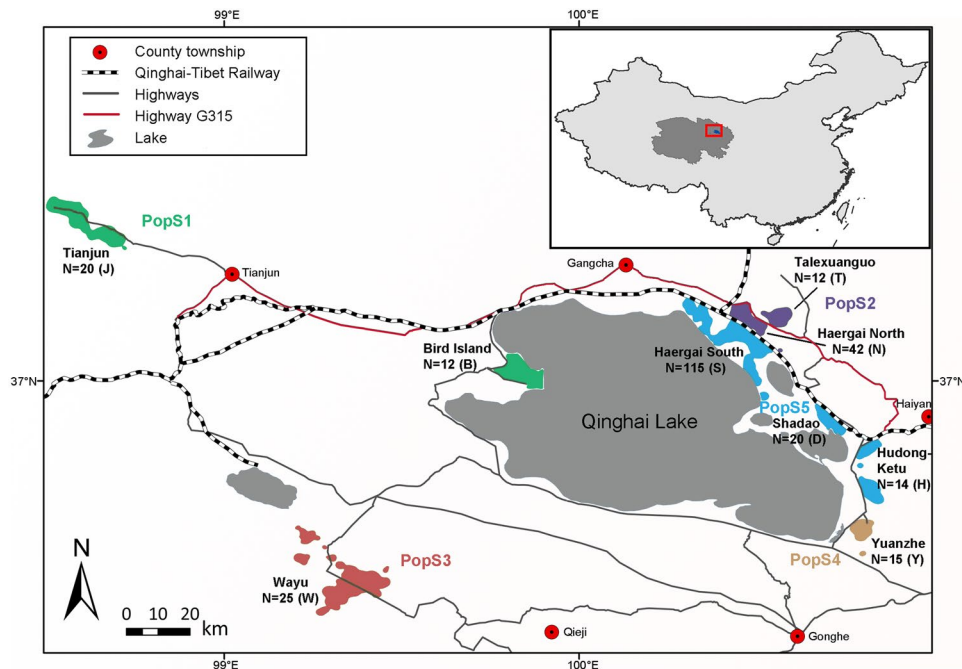 99°E
100°E
County township
Qinghai-Tibet Railway
Highways
Highway G315
Lake
PopS1
Tianjun
N=20 (J)
Tianjun
Gangcha
Talexuanguo
N=12 (T)
PopS2
Haergai North
N=42 (N)
Bird Island
N=12 (B)
Haergai South
N=115 (S)
37°N
37°N
Haiyan
PopS5
Shadao
N=20 (D)
Qinghai Lake
Hudong
Ketu
N=14 (H)
Yuanzhe
N=15 (Y)
PopS4
PopS3
Wayu
N=25 (W)
N
0 10 20
km
Qieji
Gonghe
99°E
100°E